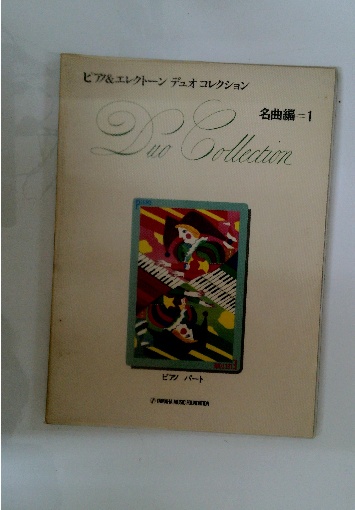 ピアノ&エレクトーン デュオ コレクション
名曲編=1
Duo Collection
ピアノ パート
YAMAHA MUSIC FOUNDATION